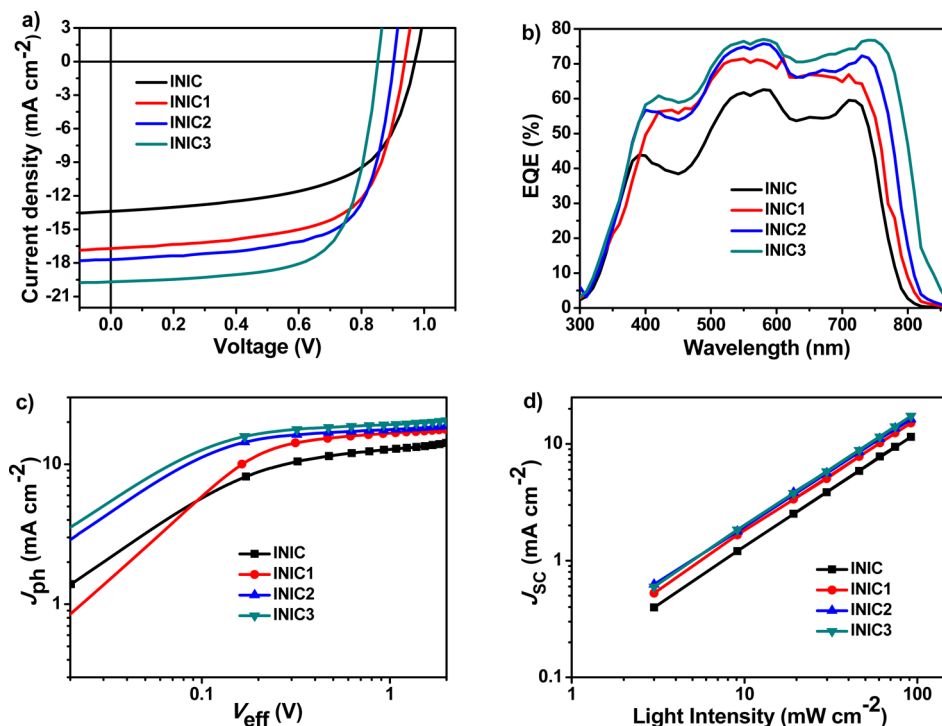 a)
Current density (mA cm-2)
3
0
-3
-6
-9
-12
-15
-18
-21
INIC
INIC1
INIC2
INIC3
0.0 0.2 0.4 0.6 0.8 1.0
Voltage (V)
b)
EQE (%)
80
70
60
50
40
30
20
10
0
INIC
INIC1
INIC2
INIC3
300 400 500 600 700 800
Wavelength (nm)
c)
Jph (mA cm-2)
10
1
INIC
INIC1
INIC2
INIC3
0.1 1
Veff (V)
d)
JSC (mA cm-2)
10
1
0.1
INIC
INIC1
INIC2
INIC3
1 10 100
Light Intensity (mW cm-2)